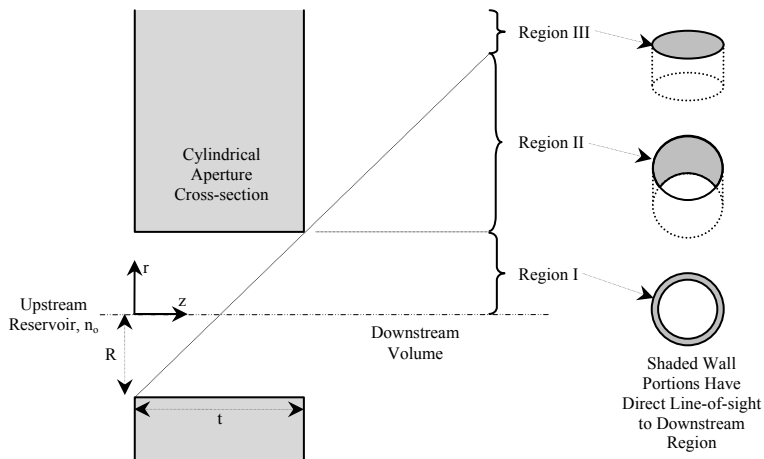 Region III
Cylindrical
Aperture
Cross-section
Region II
r
z
Region I
Upstream
Reservoir, nₒ
R
Downstream
Volume
t
Shaded Wall
Portions Have
Direct Line-of-sight
to Downstream
Region